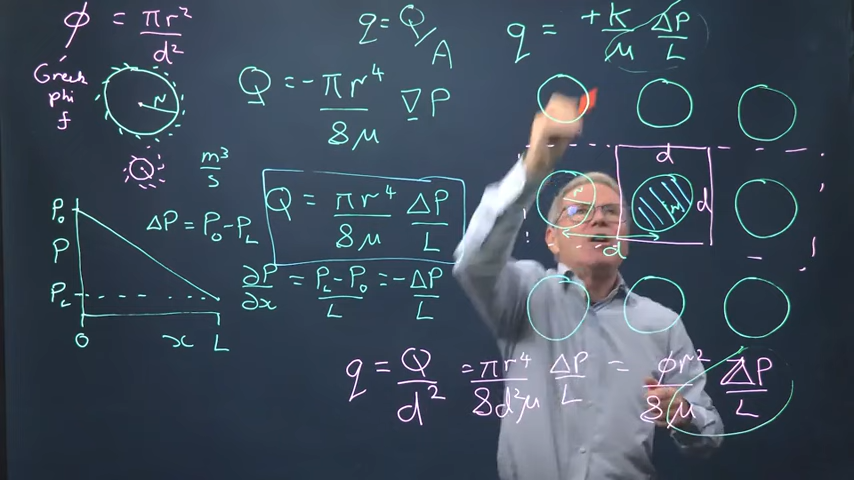 ϕ = πr²/d²
Greek
phi
f
r
Q
m³/s
q = Q/A
Q = -πr⁴/8μ ∇P
q = +k/μ ΔP/L
Q = πr⁴/8μ ΔP/L
ΔP = P₀-P_L
P₀
P
P_L
0 x L
∂P/∂x = P_L-P₀/L = -ΔP/L
d
d
r
r
d
q = Q/d² = πr⁴/8d²μ ΔP/L = ϕr²/8μ ΔP/L